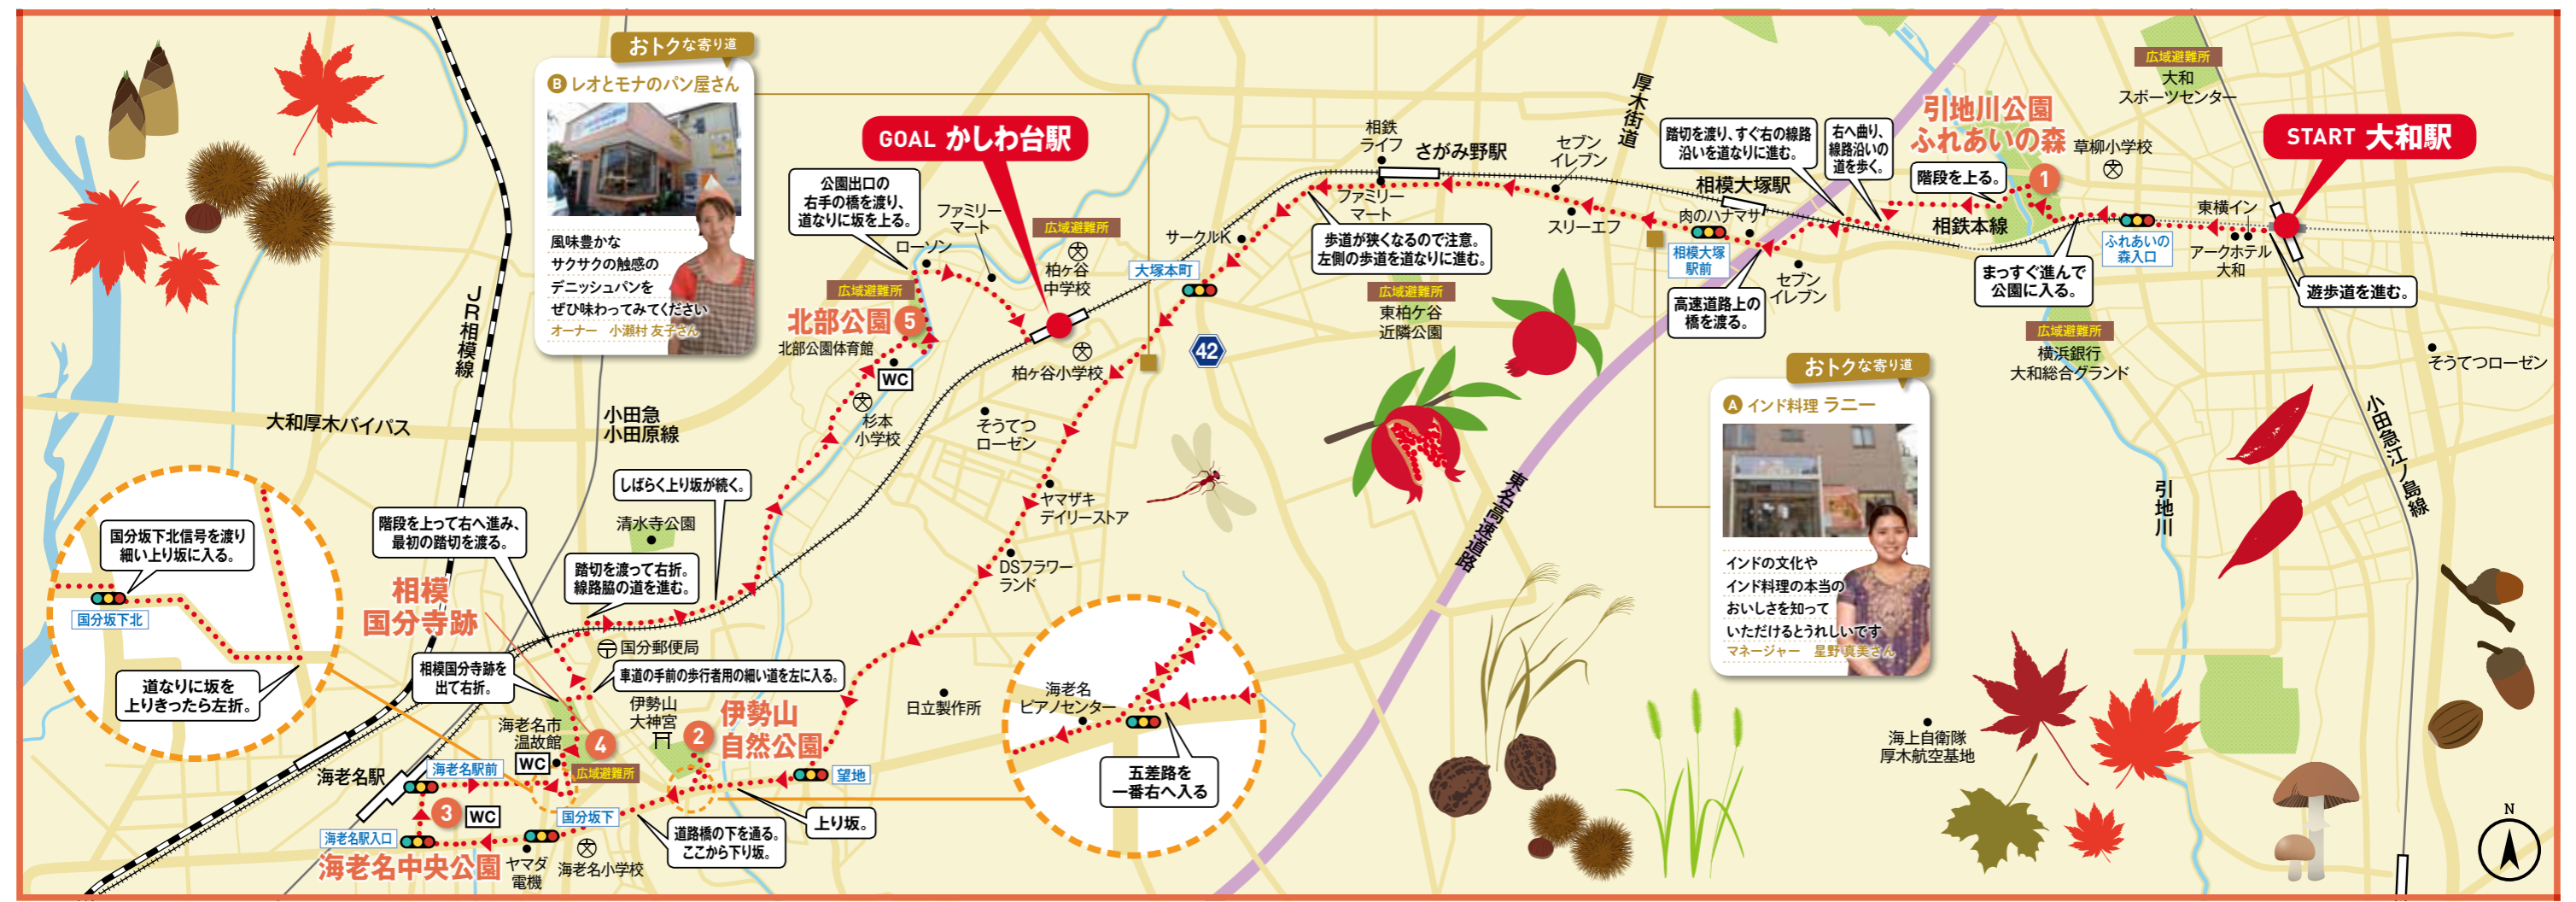 おトクな寄り道
B レオとモナのパン屋さん
風味豊かな
サクサクの触感の
デニッシュパンを
ぜひ味わってみてください
オーナー 小瀬村 友子さん
GOAL かしわ台駅
公園出口の
右手の橋を渡り、
道なりに坂を上る。
ファミリー
マート
ローソン
広域避難所
柏ヶ谷
中学校
広域避難所
北部公園 5
北部公園体育館
WC
杉本
小学校
柏ヶ谷小学校
そうてつ
ローゼン
大塚本町
サークルK
42
ヤマザキ
デイリーストア
DSフラワー
ランド
日立製作所
相鉄
ライフ
さがみ野駅
ファミリー
マート
歩道が狭くなるので注意。
左側の歩道を道なりに進む。
広域避難所
東柏ケ谷
近隣公園
セブン
イレブン
スリーエフ
厚木街道
踏切を渡り、すぐ右の線路
沿いを道なりに進む。
右へ曲り、
線路沿いの
道を歩く。
相模大塚駅
肉のハナマサ
相模大塚
駅前
高速道路上の
橋を渡る。
セブン
イレブン
引地川公園
ふれあいの森
1
階段を上る。
相鉄本線
草柳小学校
広域避難所
大和
スポーツセンター
START 大和駅
東横イン
アークホテル
大和
ふれあいの
森入口
まっすぐ進んで
公園に入る。
遊歩道を進む。
広域避難所
横浜銀行
大和総合グランド
そうてつローゼン
小田急江ノ島線
引地川
東名高速道路
おトクな寄り道
A インド料理 ラニー
インドの文化や
インド料理の本当の
おいしさを知って
いただけるとうれしいです
マネージャー 星野 真美さん
海上自衛隊
厚木航空基地
N
JR相模線
大和厚木バイパス
小田急
小田原線
しばらく上り坂が続く。
清水寺公園
階段を上って右へ進み、
最初の踏切を渡る。
踏切を渡って右折。
線路脇の道を進む。
国分坂下北信号を渡り
細い上り坂に入る。
国分坂下北
道なりに坂を
上りきったら左折。
相模
国分寺跡
国分郵便局
相模国分寺跡を
出て右折。
車道の手前の歩行者用の細い道を左に入る。
伊勢山
大神宮
2
伊勢山
自然公園
海老名市
温故館
WC
4
広域避難所
海老名駅
海老名駅前
3
WC
海老名駅入口
海老名中央公園
ヤマダ
電機
国分坂下
海老名小学校
道路橋の下を通る。
ここから下り坂。
上り坂。
望地
海老名
ピアノセンター
五差路を
一番右へ入る